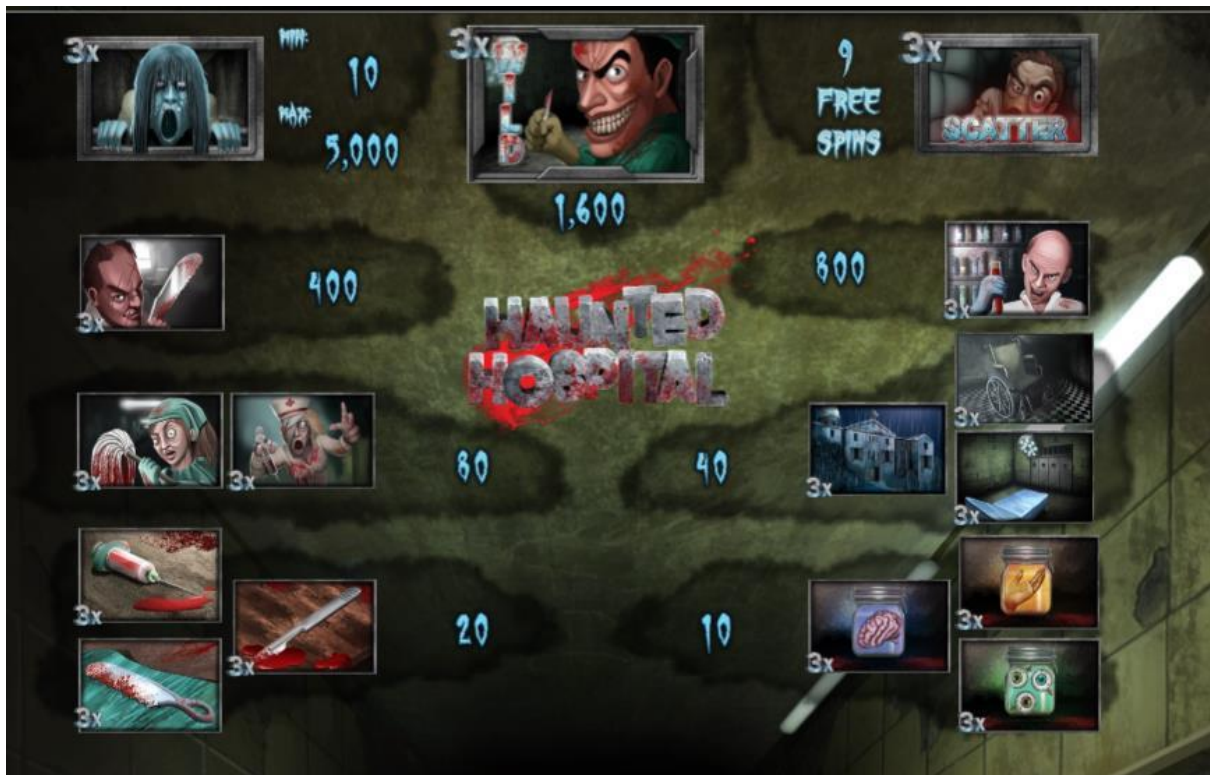 3x
MIN:
10
MAX:
5,000
3x
WILD
1,600
9
FREE
SPINS
3x
SCATTER
3x
400
HAUNTED
HOSPITAL
800
3x
3x
3x
80
40
3x
3x
3x
3x
3x
3x
20
10
3x
3x
3x